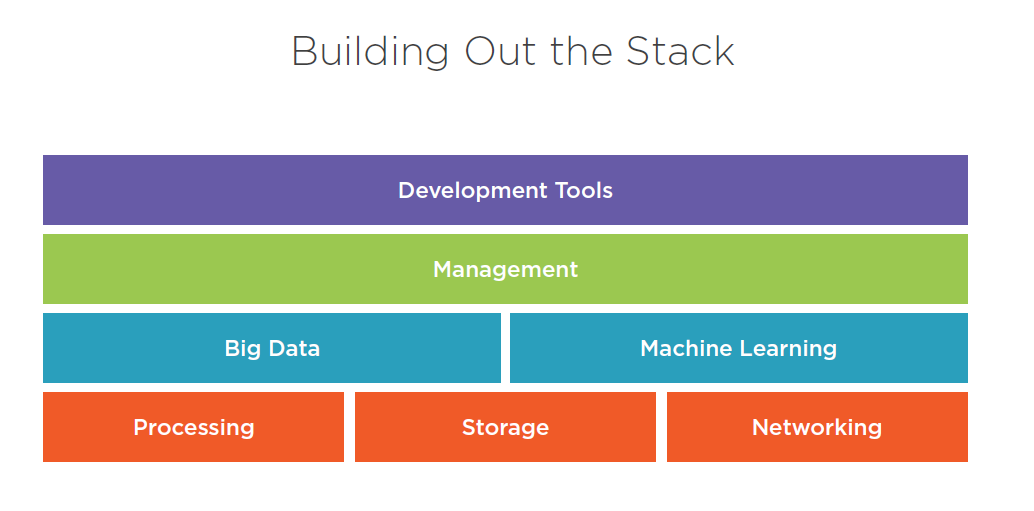 Building Out the Stack
Development Tools
Management
Big Data
Machine Learning
Processing
Storage
Networking